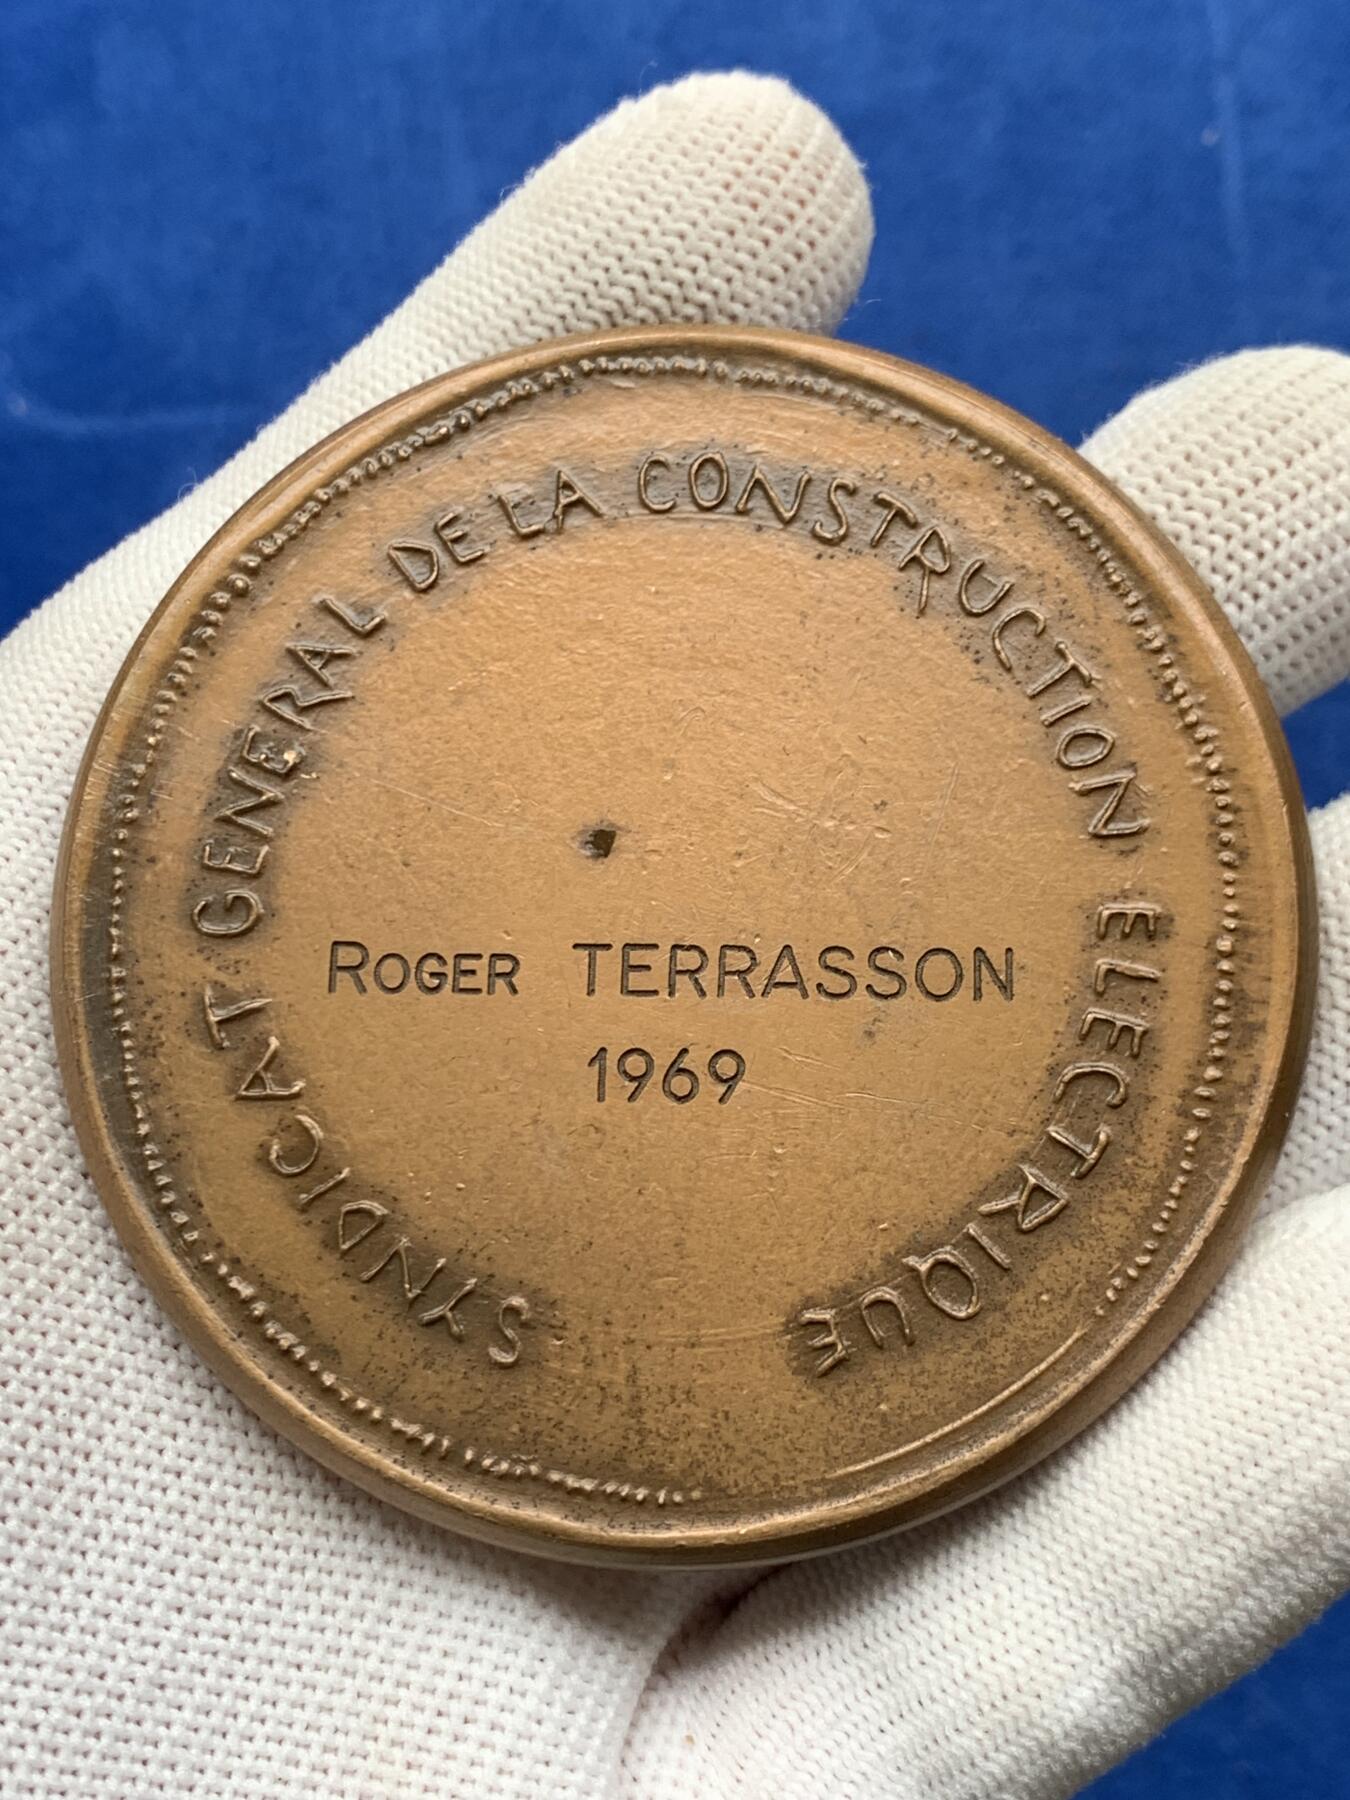 SYNDICAT GENERAL DE LA CONSTRUCTION ELECTRIQUE
ROGER TERRASSON
1969